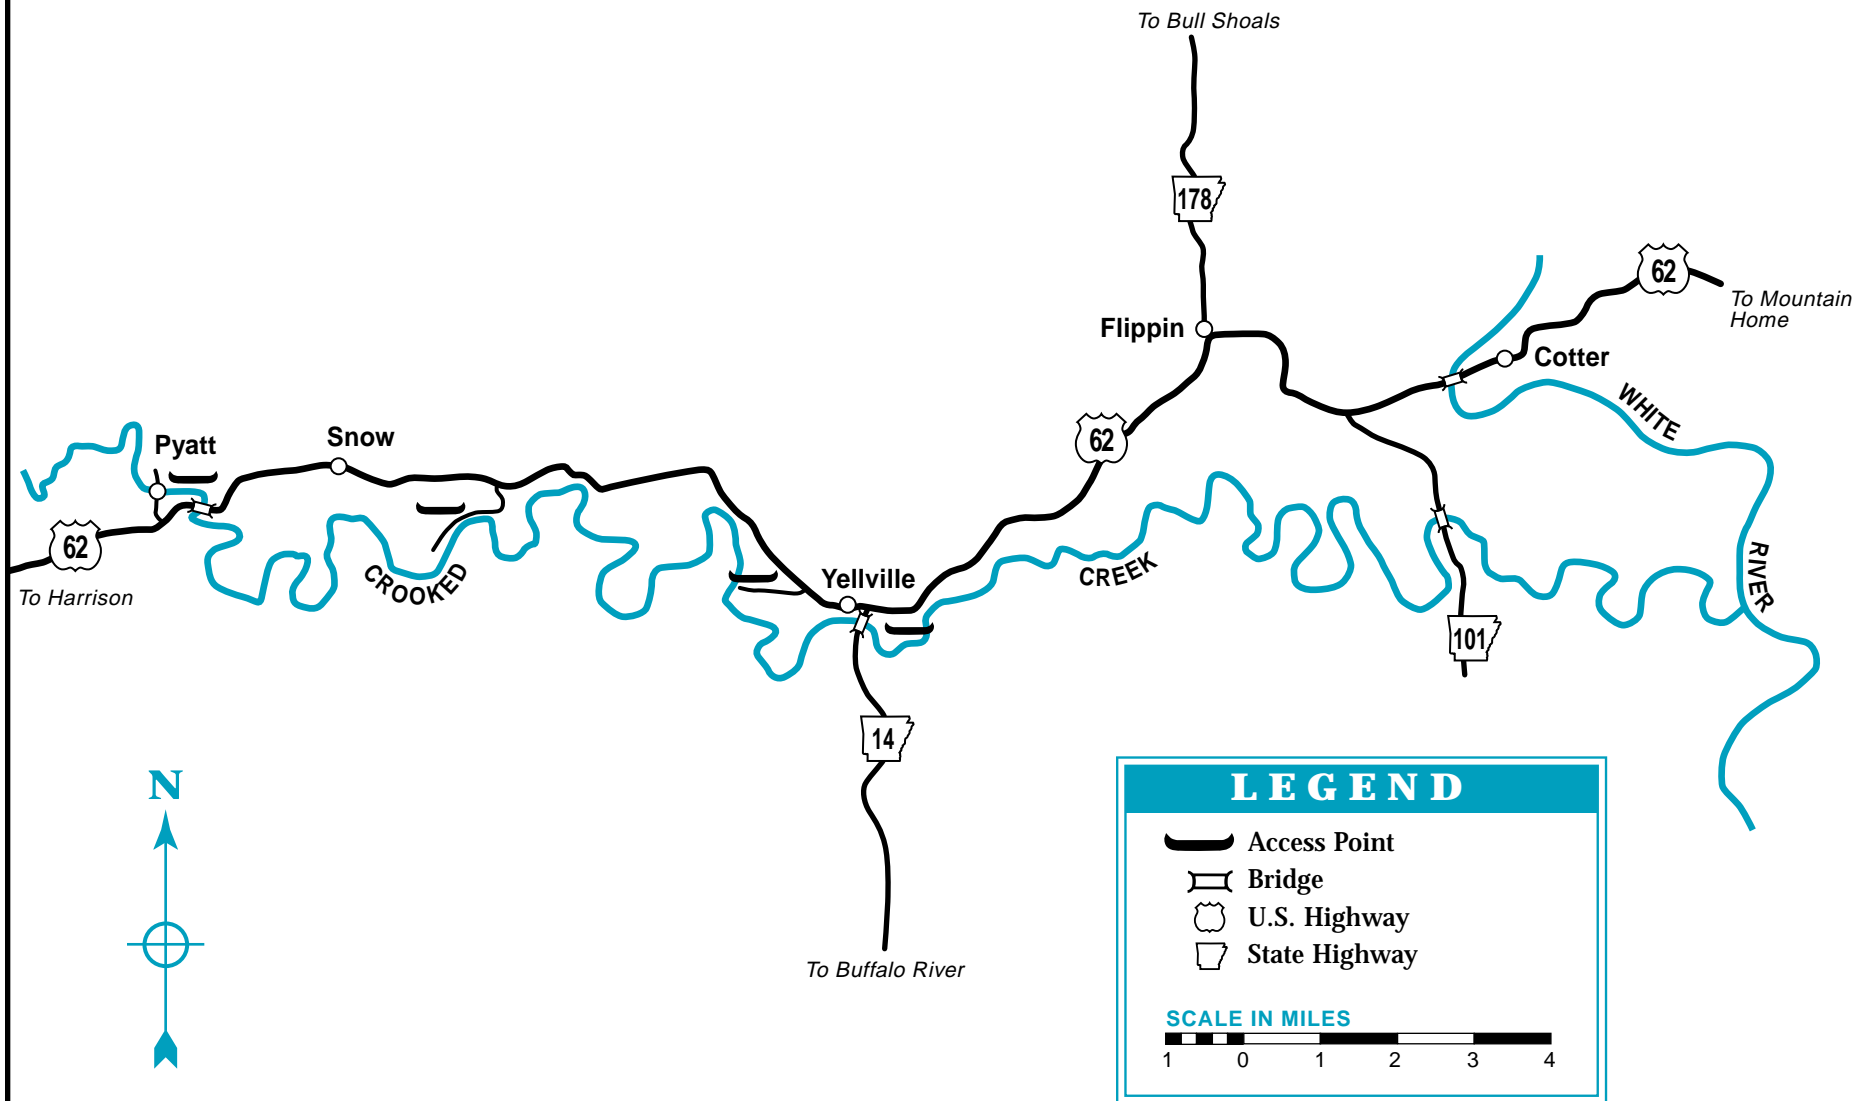 To Bull Shoals
178
62
To Mountain
Home
Flippin
Cotter
WHITE
62
Pyatt
Snow
62
To Harrison
CROOKED
CREEK
RIVER
Yellville
101
14
N
To Buffalo River
LEGEND
Access Point
Bridge
U.S. Highway
State Highway
SCALE IN MILES
1 0 1 2 3 4